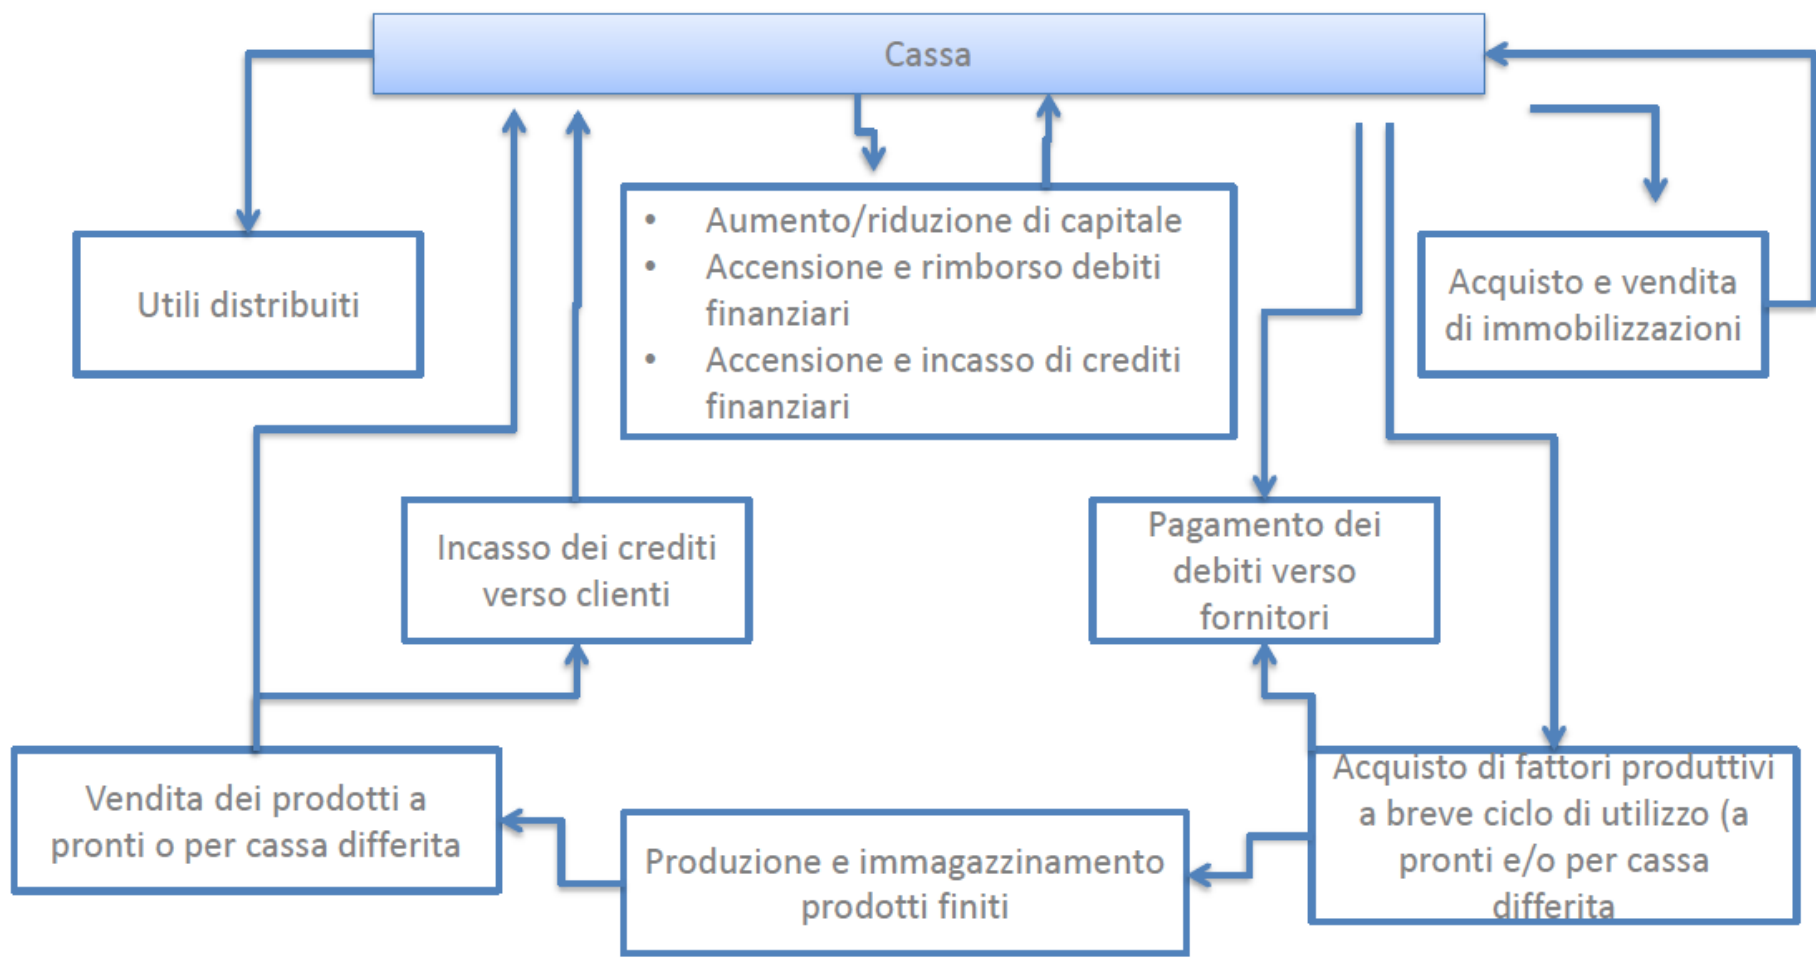 Cassa
Utili distribuiti
• Aumento/riduzione di capitale
• Accensione e rimborso debiti
finanziari
• Accensione e incasso di crediti
finanziari
Acquisto e vendita
di immobilizzazioni
Incasso dei crediti
verso clienti
Pagamento dei
debiti verso
fornitori
Vendita dei prodotti a
pronti o per cassa differita
Produzione e immagazzinamento
prodotti finiti
Acquisto di fattori produttivi
a breve ciclo di utilizzo (a
pronti e/o per cassa
differita